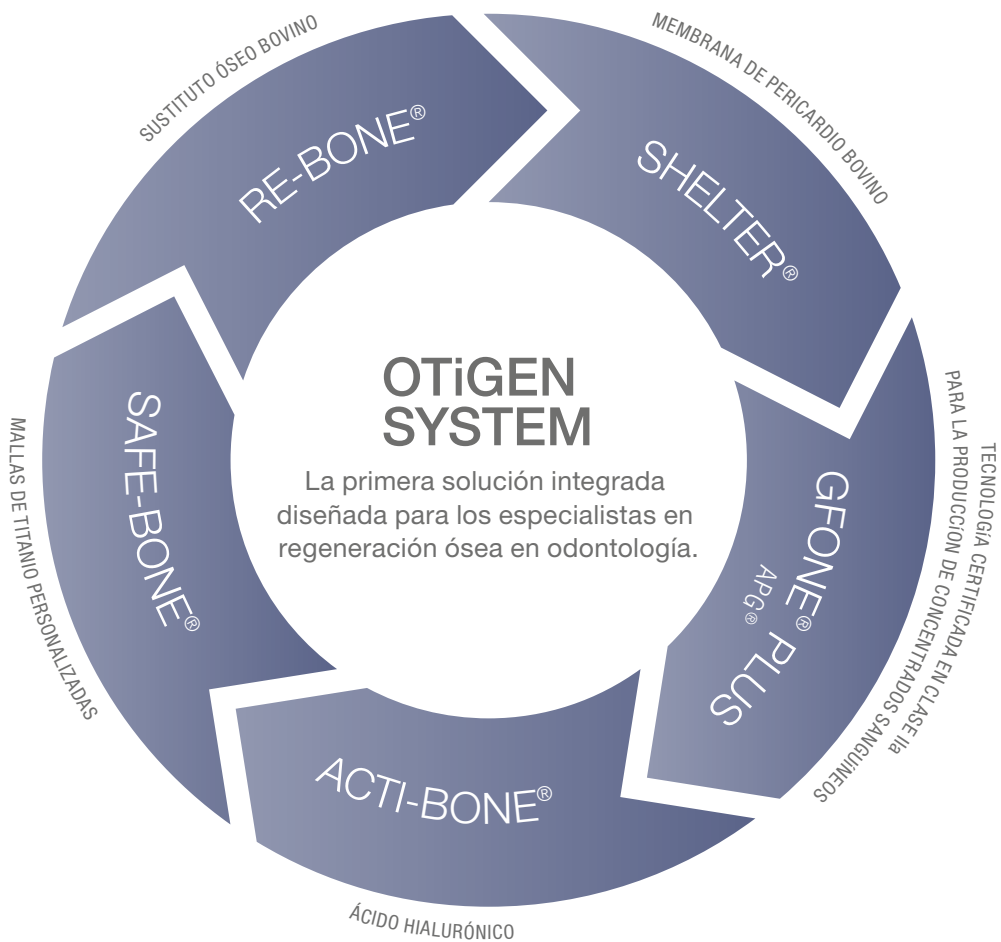 SUSTITUTO ÓSEO BOVINO
RE-BONE®
MEMBRANA DE PERICARDIO BOVINO
SHELTER®
TECNOLOGÍA CERTIFICADA EN CLASE IIa
PARA LA PRODUCCÍON DE CONCENTRADOS SANGUINEOS
GFONE® PLUS
APG®
ÁCIDO HIALURÓNICO
ACTI-BONE®
MALLAS DE TITANIO PERSONALIZADAS
SAFE-BONE®
OTiGEN
SYSTEM
La primera solución integrada
diseñada para los especialistas en
regeneración ósea en odontología.